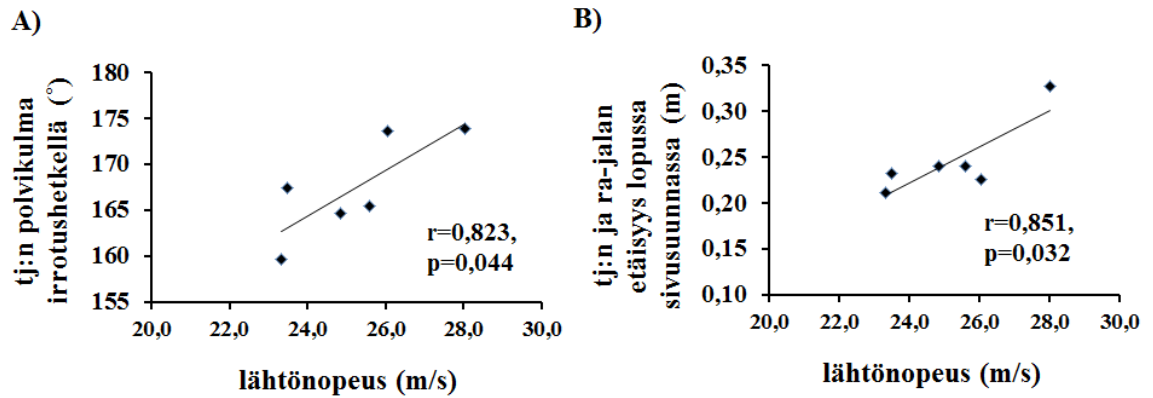 A)
tj:n polvikulma
irrotushetkellä (°)
180
175
170
165
160
155
r=0,823,
p=0,044
20,0 22,0 24,0 26,0 28,0 30,0
lähtönopeus (m/s)
B)
tj:n ja ra-jalan
etäisyys lopussa
sivusuunnassa (m)
0,35
0,30
0,25
0,20
0,15
0,10
r=0,851,
p=0,032
20,0 22,0 24,0 26,0 28,0 30,0
lähtönopeus (m/s)